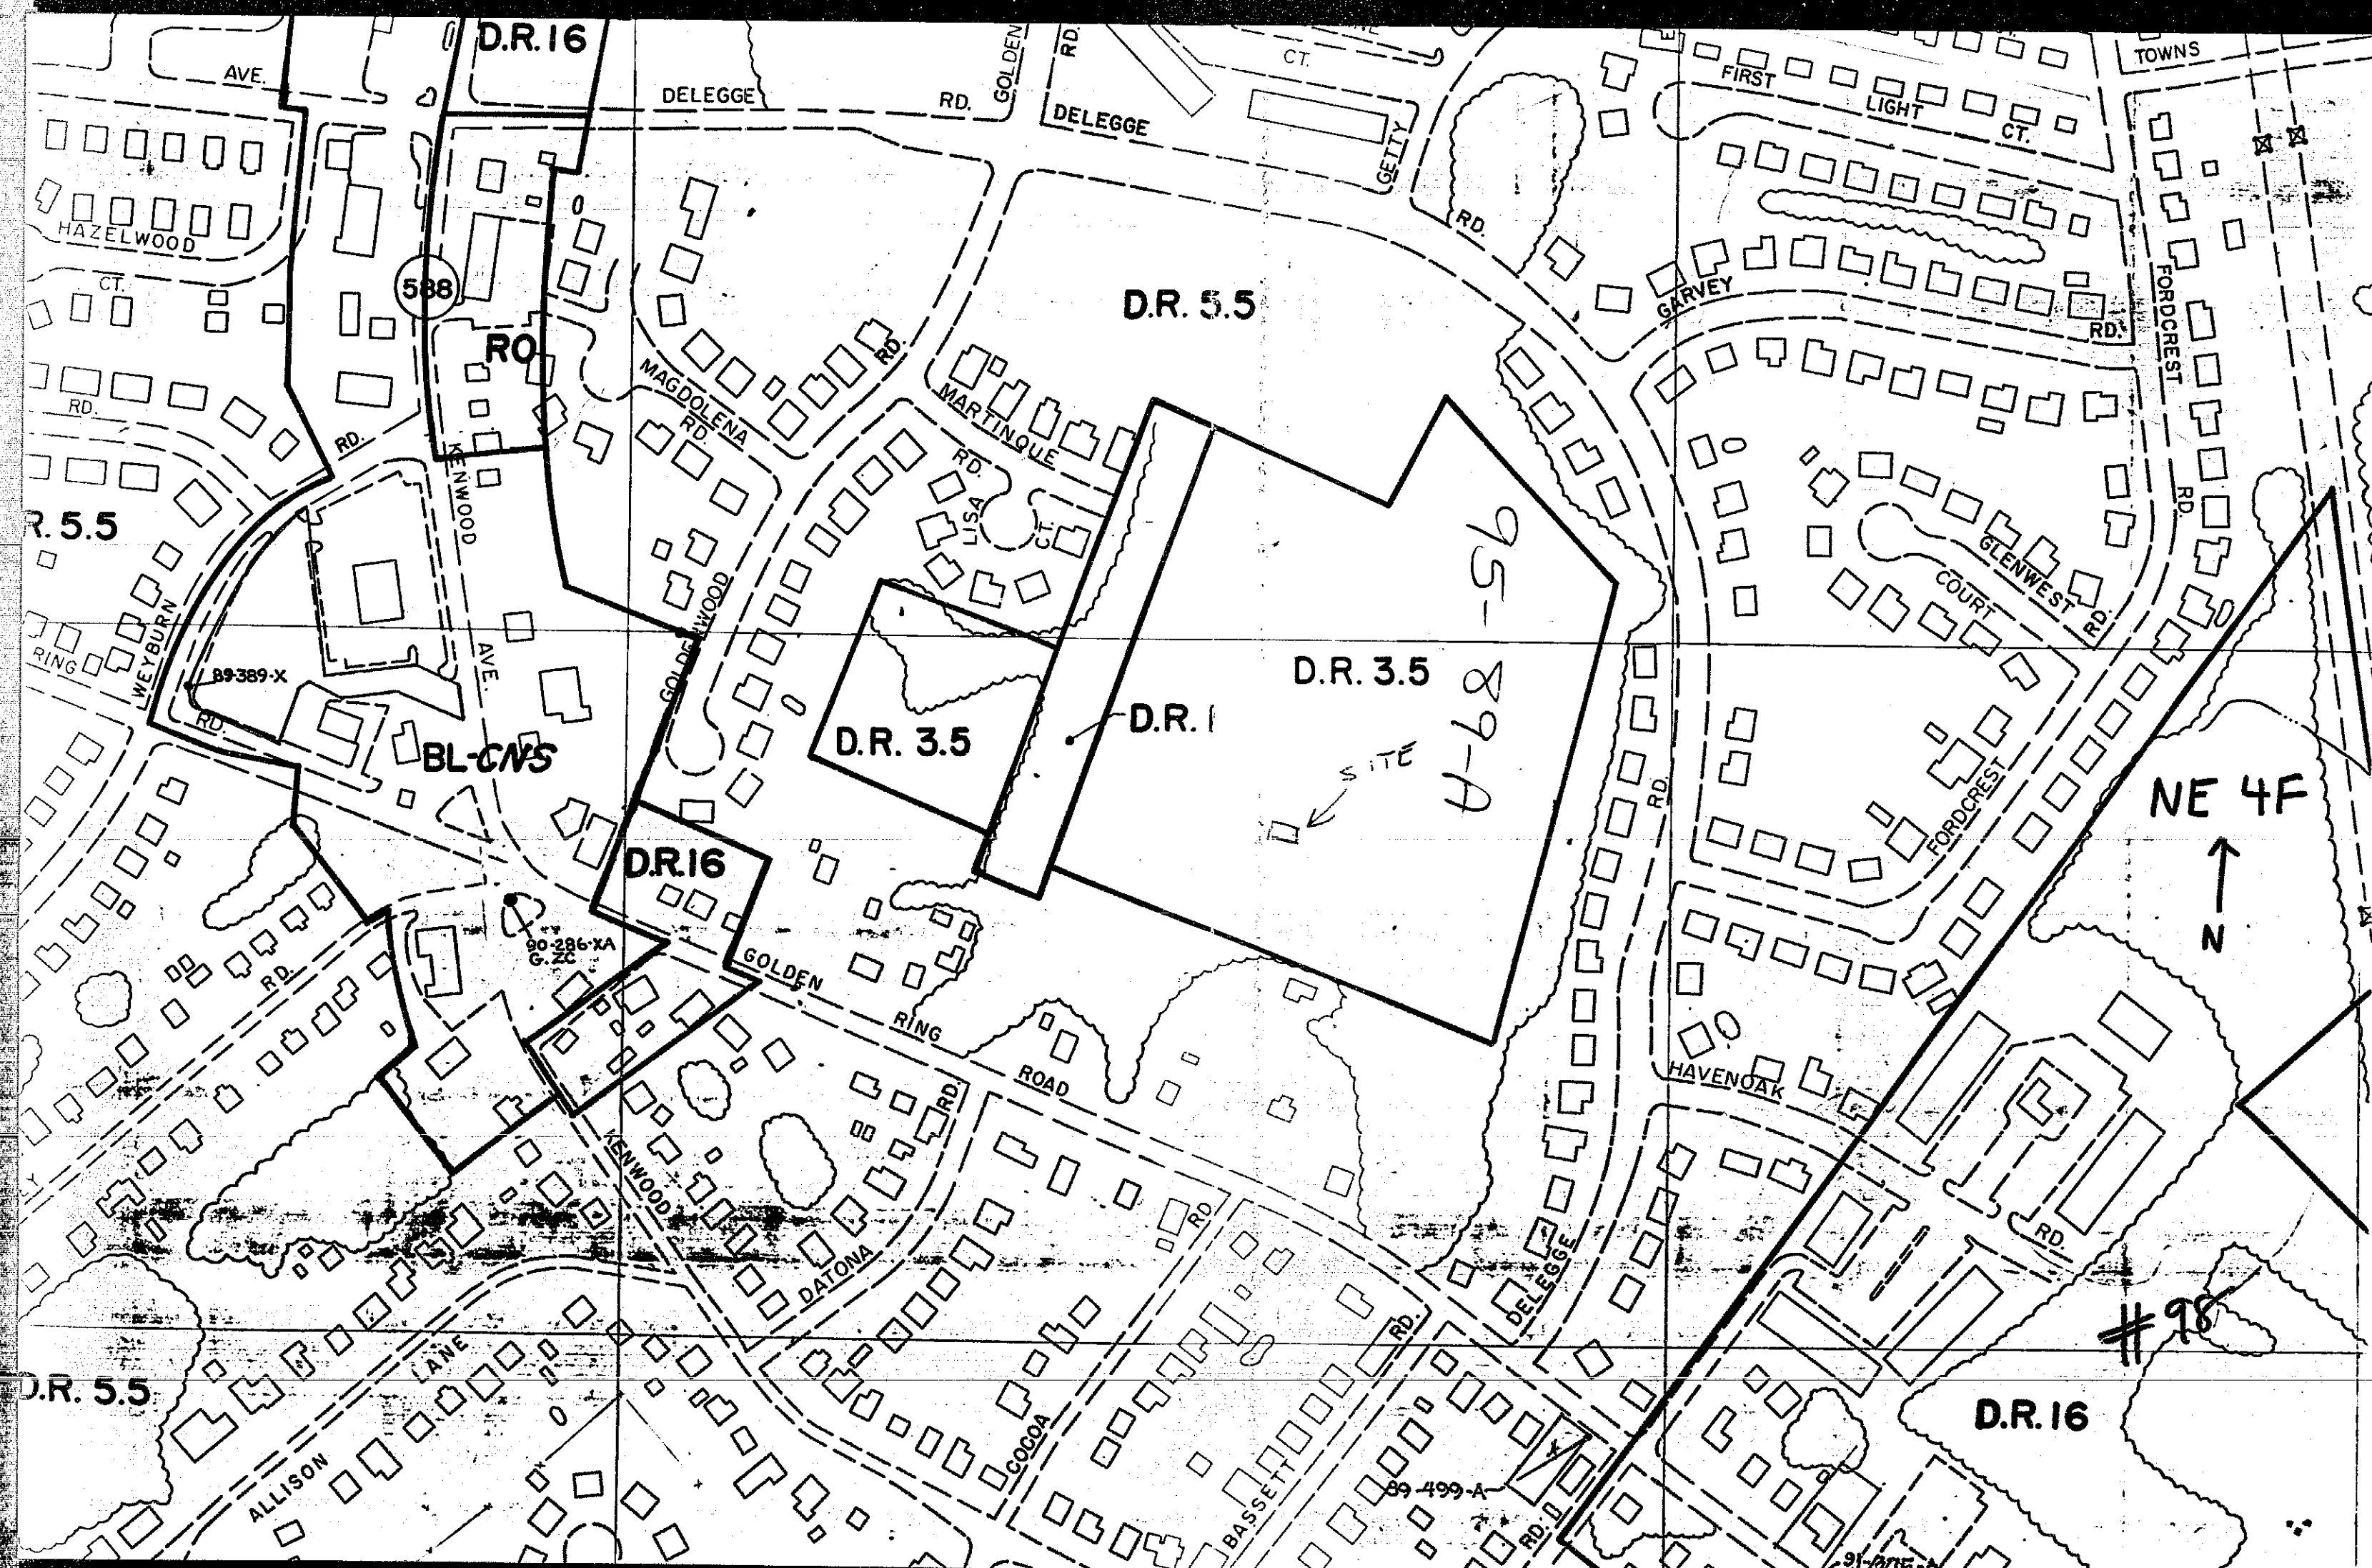 D.R.16
GOLDEN
RD.
CT.
TOWNS
AVE.
DELEGGE
RD.
DELEGGE
GETTY
FIRST
LIGHT
CT.
HAZELWOOD
CT.
RD.
588
RO
D.R. 5.5
GARVEY
RD.
FORDCREST
RD.
RD.
RD.
KENWOOD
AVE.
MAGDOLENA
RD.
RD.
MARTINQUE
RD.
LISA
CT.
R. 5.5
95-89-A
GLENWEST
RD.
COURT
RING
WEYBURN
RD.
89-389-X
GOLDENWOOD
D.R. 3.5
D.R. 1
D.R. 3.5
SITE
BL-CNS
RD.
FORDCREST
NE 4F
N
D.R.16
90-286-XA
G.ZC
GOLDEN
RING
ROAD
RD.
HAVENOAK
RD.
RD.
KENWOOD
DATONA
RD
DELEGGE
RD.
#98
LANE
ALLISON
D.R. 5.5
COCOA
BASSETT
89-499-A
RD.
D.R.16